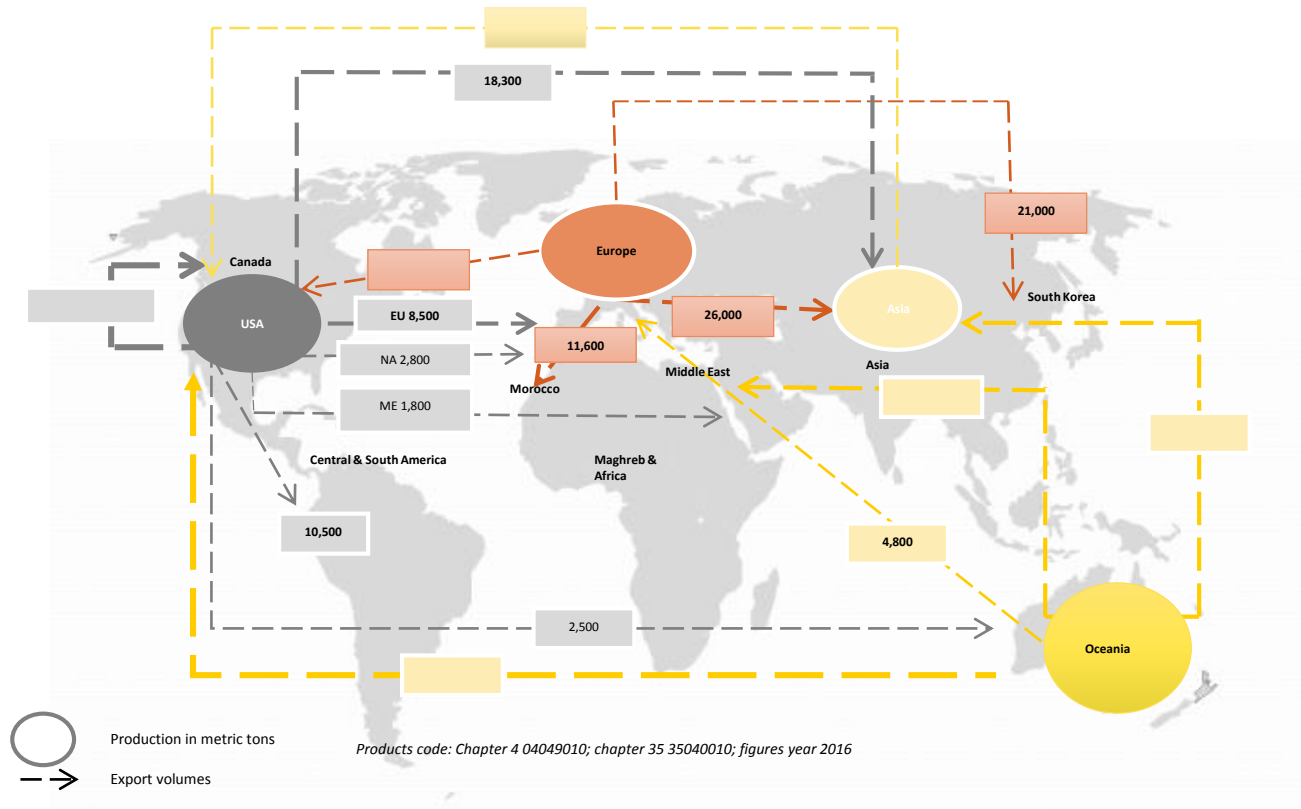 18,300
21,000
Canada
Europe
South Korea
USA
EU 8,500
26,000
Asia
NA 2,800
11,600
Middle East
Asia
Morocco
ME 1,800
Central & South America
Maghreb &
Africa
10,500
4,800
2,500
Oceania
Production in metric tons
Products code: Chapter 4 04049010; chapter 35 35040010; figures year 2016
Export volumes